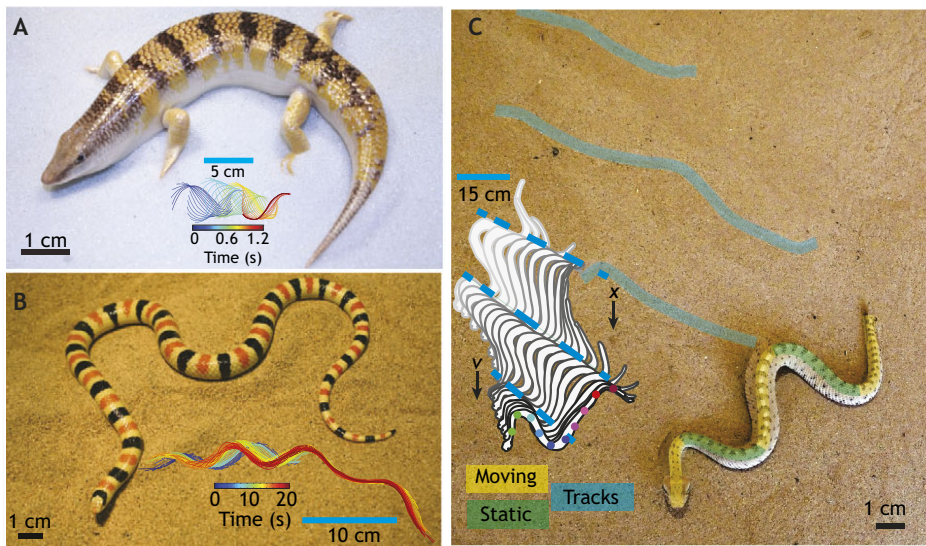 A
5 cm
1 cm
0 0.6 1.2
Time (s)
B
0 10 20
Time (s)
1 cm
10 cm
C
15 cm
x
v
Moving
Tracks
Static
1 cm